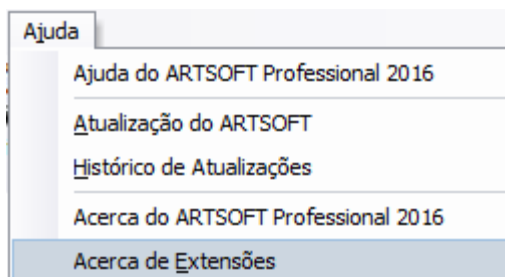 Ajuda
Ajuda do ARTSOFT Professional 2016
Atualização do ARTSOFT
Histórico de Atualizações
Acerca do ARTSOFT Professional 2016
Acerca de Extensões